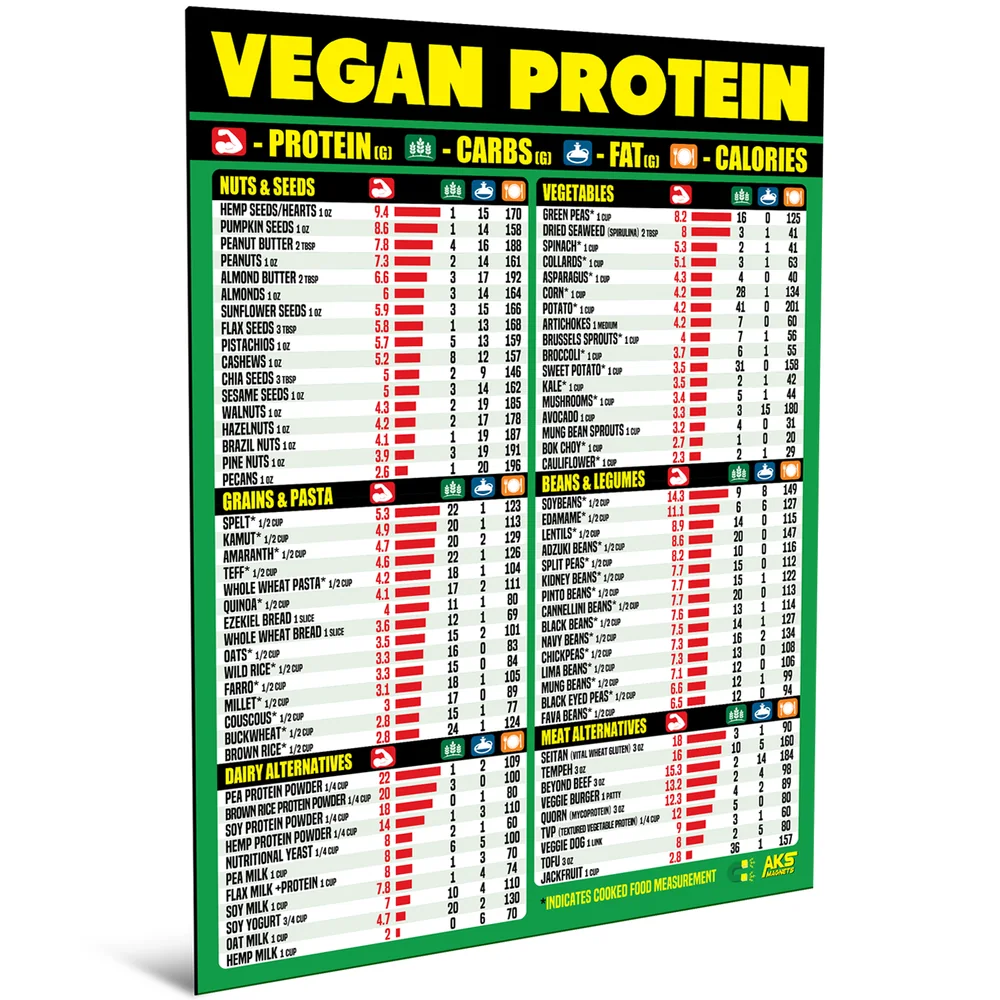 VEGAN PROTEIN
- PROTEIN (G) - CARBS (G) - FAT (G) - CALORIES
NUTS & SEEDS
HEMP SEEDS/HEARTS 1 OZ 9.4 1 15 170
PUMPKIN SEEDS 1 OZ 8.6 1 14 158
PEANUT BUTTER 2 TBSP 7.8 4 16 188
PEANUTS 1 OZ 7.3 2 14 161
ALMOND BUTTER 2 TBSP 6.6 3 17 192
ALMONDS 1 OZ 6 3 14 164
SUNFLOWER SEEDS 1 OZ 5.9 3 15 166
FLAX SEEDS 3 TBSP 5.8 1 13 168
PISTACHIOS 1 OZ 5.7 5 13 159
CASHEWS 1 OZ 5.2 8 12 157
CHIA SEEDS 3 TBSP 5 2 9 146
SESAME SEEDS 1 OZ 5 3 14 162
WALNUTS 1 OZ 4.3 2 19 185
HAZELNUTS 1 OZ 4.2 2 17 178
BRAZIL NUTS 1 OZ 4.1 1 19 187
PINE NUTS 1 OZ 3.9 3 19 191
PECANS 1 OZ 2.6 1 20 196
GRAINS & PASTA
SPELT* 1/2 CUP 5.3 22 1 123
KAMUT* 1/2 CUP 4.9 20 1 113
AMARANTH* 1/2 CUP 4.7 20 2 129
TEFF* 1/2 CUP 4.6 22 1 126
WHOLE WHEAT PASTA* 1/2 CUP 4.2 18 1 104
QUINOA* 1/2 CUP 4.1 17 2 111
EZEKIEL BREAD 1 SLICE 4 11 1 80
WHOLE WHEAT BREAD 1 SLICE 3.6 12 1 69
OATS* 1/2 CUP 3.5 15 2 101
WILD RICE* 1/2 CUP 3.3 16 0 83
FARRO* 1/2 CUP 3.3 15 0 84
MILLET* 1/2 CUP 3.1 18 1 105
COUSCOUS* 1/2 CUP 3 17 0 89
BUCKWHEAT* 1/2 CUP 2.8 15 1 77
BROWN RICE* 1/2 CUP 2.8 24 1 124
DAIRY ALTERNATIVES
PEA PROTEIN POWDER 1/4 CUP 22 1 2 109
BROWN RICE PROTEIN POWDER 1/4 CUP 20 3 0 100
SOY PROTEIN POWDER 1/4 CUP 18 0 1 80
HEMP PROTEIN POWDER 1/4 CUP 14 1 3 110
NUTRITIONAL YEAST 1/4 CUP 8 2 1 60
PEA MILK 1 CUP 8 6 5 100
FLAX MILK +PROTEIN 1 CUP 8 1 3 70
SOY MILK 1 CUP 7.8 1 4 74
SOY YOGURT 3/4 CUP 7 10 4 110
OAT MILK 1 CUP 4.7 20 2 130
HEMP MILK 1 CUP 2 0 6 70
VEGETABLES
GREEN PEAS* 1 CUP 8.2 16 0 125
DRIED SEAWEED (SPIRULINA) 2 TBSP 8 3 1 41
SPINACH* 1 CUP 5.3 2 1 41
COLLARDS* 1 CUP 5.1 3 1 63
ASPARAGUS* 1 CUP 4.3 4 0 40
CORN* 1 CUP 4.2 28 1 134
POTATO* 1 CUP 4.2 41 0 201
ARTICHOKES 1 MEDIUM 4.2 7 0 60
BRUSSELS SPROUTS* 1 CUP 4 7 1 56
BROCCOLI* 1 CUP 3.7 6 1 55
SWEET POTATO* 1 CUP 3.5 31 0 158
KALE* 1 CUP 3.5 2 1 42
MUSHROOMS* 1 CUP 3.4 5 1 44
AVOCADO 1 CUP 3.3 3 15 180
MUNG BEAN SPROUTS 1 CUP 3.2 4 0 31
BOK CHOY* 1 CUP 2.7 1 0 20
CAULIFLOWER* 1 CUP 2.3 2 1 29
BEANS & LEGUMES
SOYBEANS* 1/2 CUP 14.3 9 8 149
EDAMAME* 1/2 CUP 11.1 6 6 127
LENTILS* 1/2 CUP 8.9 14 0 115
ADZUKI BEANS* 1/2 CUP 8.6 20 0 147
SPLIT PEAS* 1/2 CUP 8.2 10 0 116
KIDNEY BEANS* 1/2 CUP 7.7 15 0 112
PINTO BEANS* 1/2 CUP 7.7 15 1 122
CANNELLINI BEANS* 1/2 CUP 7.7 20 0 113
BLACK BEANS* 1/2 CUP 7.6 13 1 114
NAVY BEANS* 1/2 CUP 7.5 14 1 127
CHICKPEAS* 1/2 CUP 7.3 16 2 134
LIMA BEANS* 1/2 CUP 7.3 13 0 108
MUNG BEANS* 1/2 CUP 7.1 12 0 106
BLACK EYED PEAS* 1/2 CUP 6.6 12 1 99
FAVA BEANS* 1/2 CUP 6.5 12 0 94
MEAT ALTERNATIVES
SEITAN (VITAL WHEAT GLUTEN) 3 OZ 18 3 1 90
TEMPEH 3 OZ 16 10 5 160
BEYOND BEEF 3 OZ 15.3 2 14 184
VEGGIE BURGER 1 PATTY 13.2 2 4 98
QUORN (MYCOPROTEIN) 3 OZ 12.3 4 2 89
TVP (TEXTURED VEGETABLE PROTEIN) 1/4 CUP 12 5 0 80
VEGGIE DOG 1 LINK 9 3 1 60
TOFU 3 OZ 8 2 5 80
JACKFRUIT 1 CUP 2.8 36 1 157
*INDICATES COOKED FOOD MEASUREMENT
AKS MAGNETS